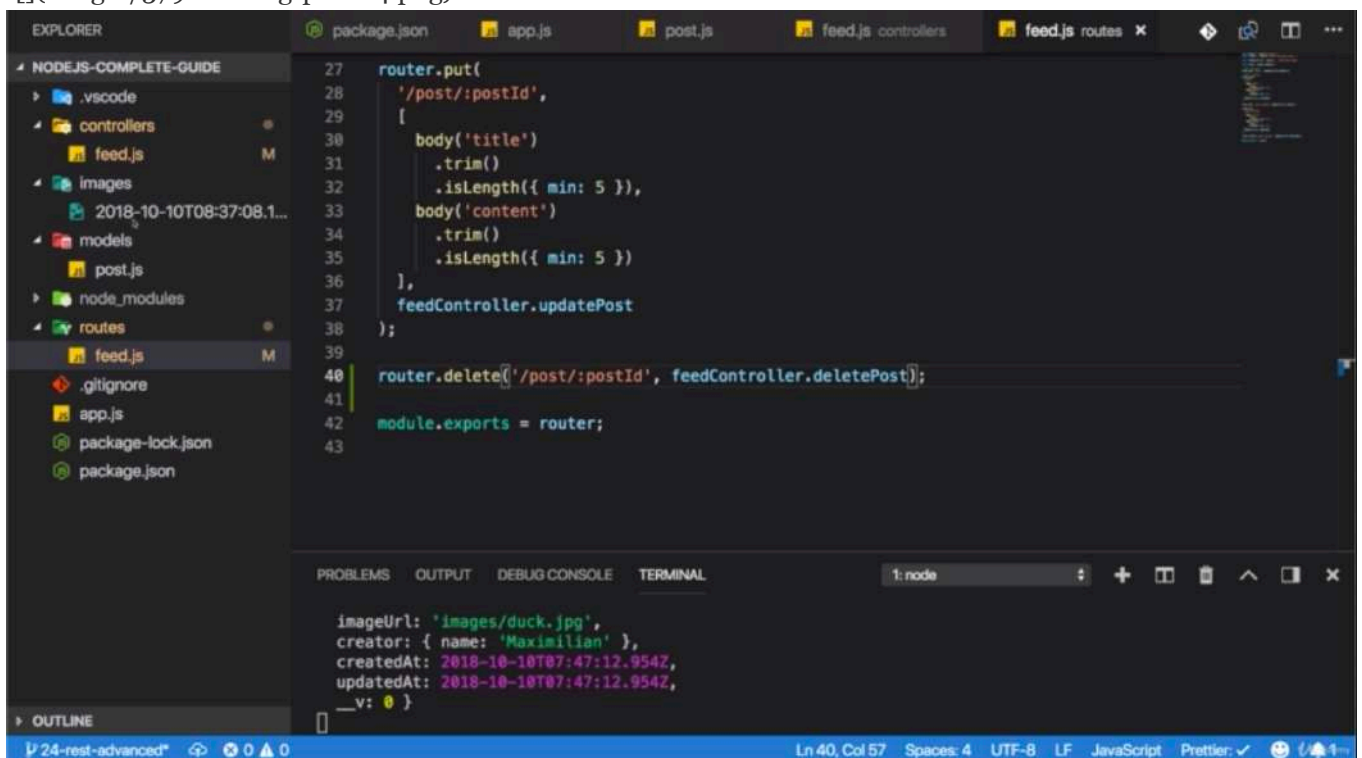 EXPLORER
NODEJS-COMPLETE-GUIDE
.vscode
controllers
feed.js M
images
2018-10-10T08:37:08.1...
models
post.js
node_modules
routes
feed.js M
.gitignore
app.js
package-lock.json
package.json
OUTLINE
package.json app.js post.js feed.js controllers feed.js routes ×
27 router.put(
28 '/post/:postId',
29 [
30 body('title')
31 .trim()
32 .isLength({ min: 5 }),
33 body('content')
34 .trim()
35 .isLength({ min: 5 })
36 ],
37 feedController.updatePost
38 );
39
40 router.delete('/post/:postId', feedController.deletePost);
41
42 module.exports = router;
43
PROBLEMS OUTPUT DEBUG CONSOLE TERMINAL 1: node
imageUrl: 'images/duck.jpg',
creator: { name: 'Maximilian' },
createdAt: 2018-10-10T07:47:12.954Z,
updatedAt: 2018-10-10T07:47:12.954Z,
__v: 0 }
24-rest-advanced* 0 0 Ln 40, Col 57 Spaces: 4 UTF-8 LF JavaScript Prettier: ✓